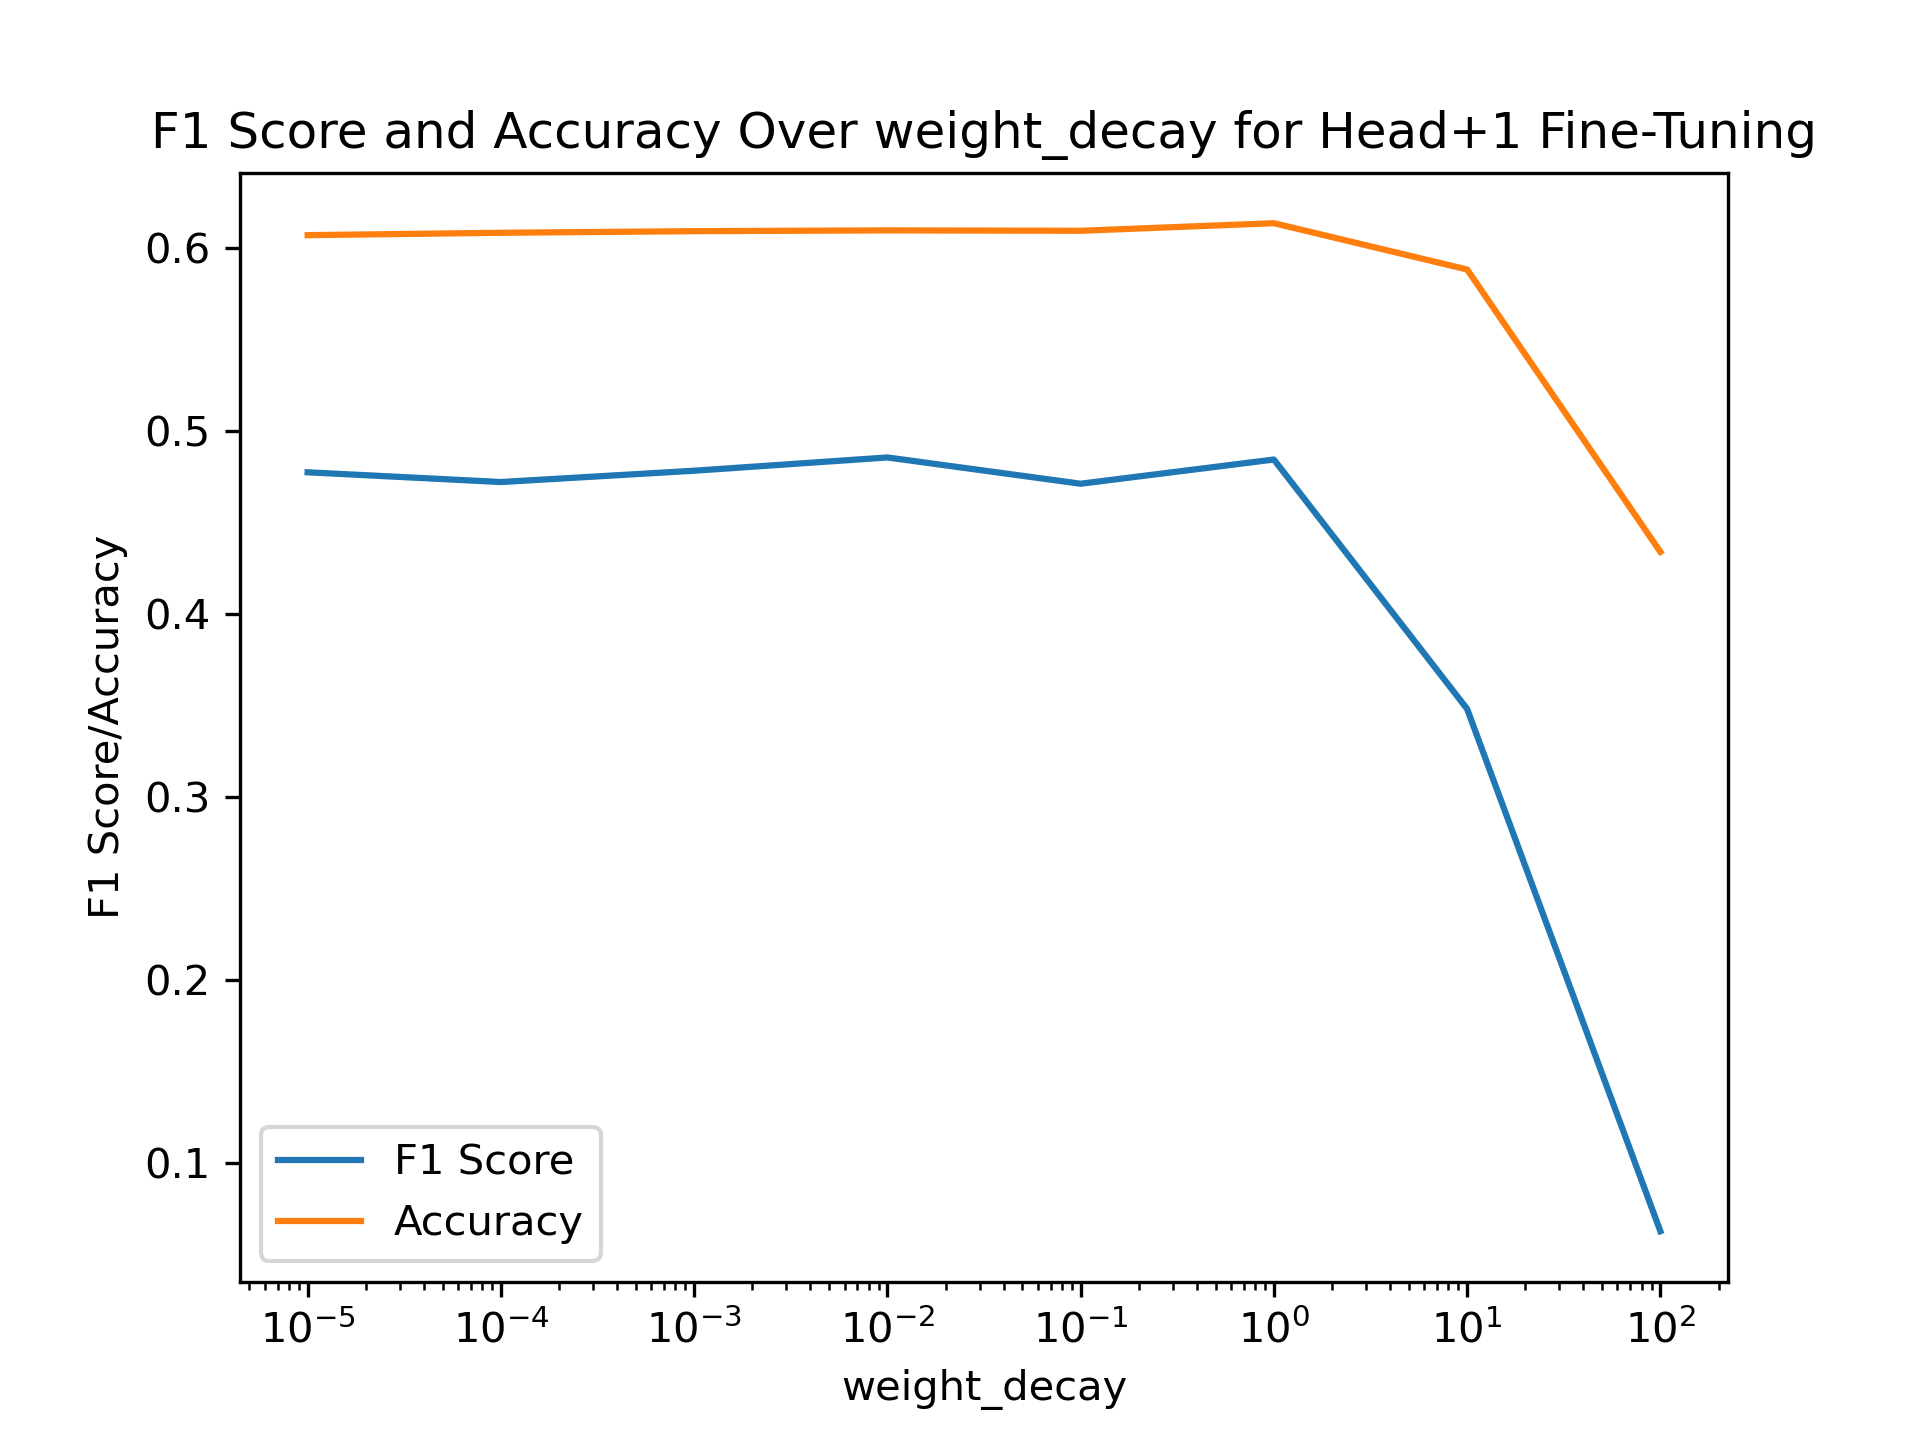 F1 Score and Accuracy Over weight_decay for Head+1 Fine-Tuning
F1 Score/Accuracy
0.6
0.5
0.4
0.3
0.2
0.1
F1 Score
Accuracy
10⁻⁵ 10⁻⁴ 10⁻³ 10⁻² 10⁻¹ 10⁰ 10¹ 10²
weight_decay